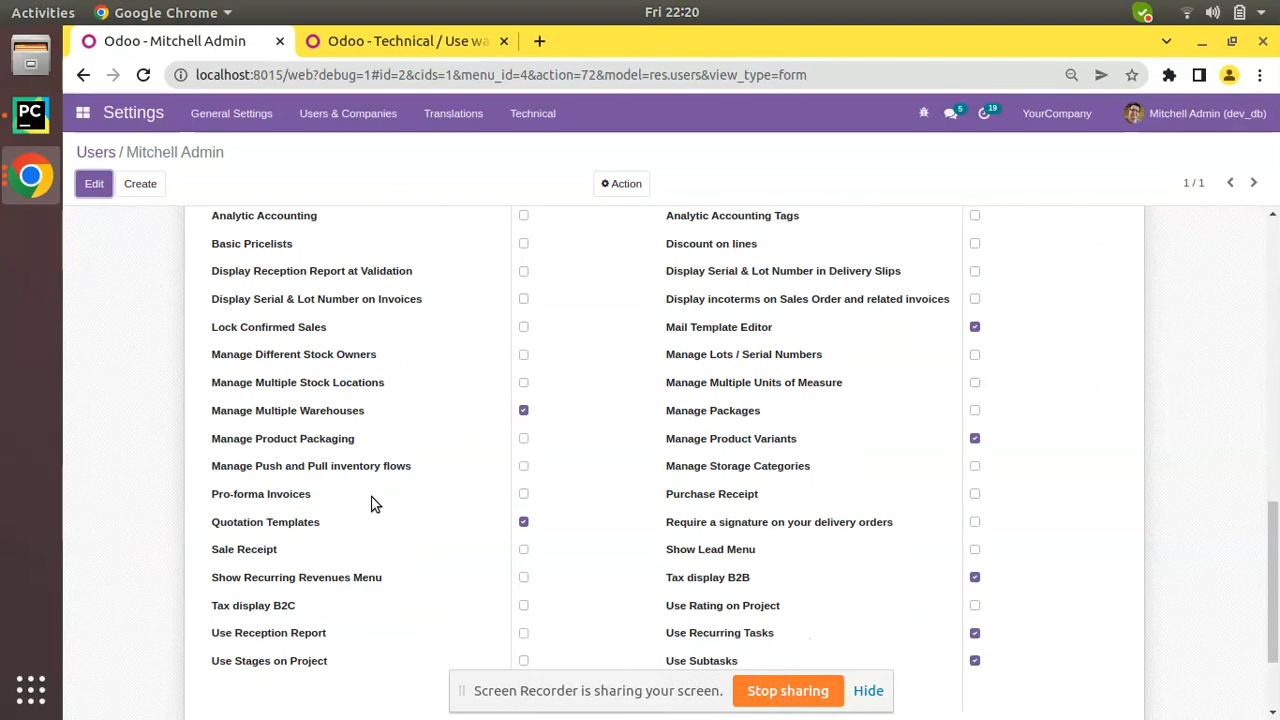 Activities
Google Chrome
Fri 22:20
Odoo - Mitchell Admin
Odoo - Technical / Use wa
localhost:8015/web?debug=1#id=2&cids=1&menu_id=4&action=72&model=res.users&view_type=form
Settings General Settings Users & Companies Translations Technical 5 19 YourCompany Mitchell Admin (dev_db)
Users / Mitchell Admin
Edit Create Action 1 / 1
Analytic Accounting Analytic Accounting Tags
Basic Pricelists Discount on lines
Display Reception Report at Validation Display Serial & Lot Number in Delivery Slips
Display Serial & Lot Number on Invoices Display incoterms on Sales Order and related invoices
Lock Confirmed Sales Mail Template Editor
Manage Different Stock Owners Manage Lots / Serial Numbers
Manage Multiple Stock Locations Manage Multiple Units of Measure
Manage Multiple Warehouses Manage Packages
Manage Product Packaging Manage Product Variants
Manage Push and Pull inventory flows Manage Storage Categories
Pro-forma Invoices Purchase Receipt
Quotation Templates Require a signature on your delivery orders
Sale Receipt Show Lead Menu
Show Recurring Revenues Menu Tax display B2B
Tax display B2C Use Rating on Project
Use Reception Report Use Recurring Tasks
Use Stages on Project Use Subtasks
Screen Recorder is sharing your screen. Stop sharing Hide
PC